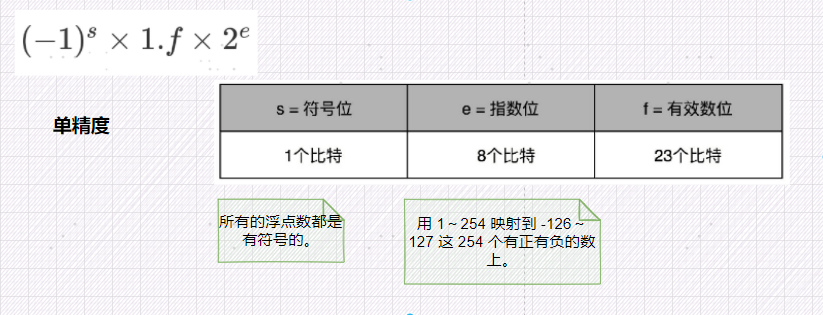 (−1)^s × 1.f × 2^e
单精度
s = 符号位 e = 指数位 f = 有效数位
1个比特 8个比特 23个比特
所有的浮点数都是
有符号的。
用 1～254 映射到 -126～
127 这 254 个有正有负的数
上。